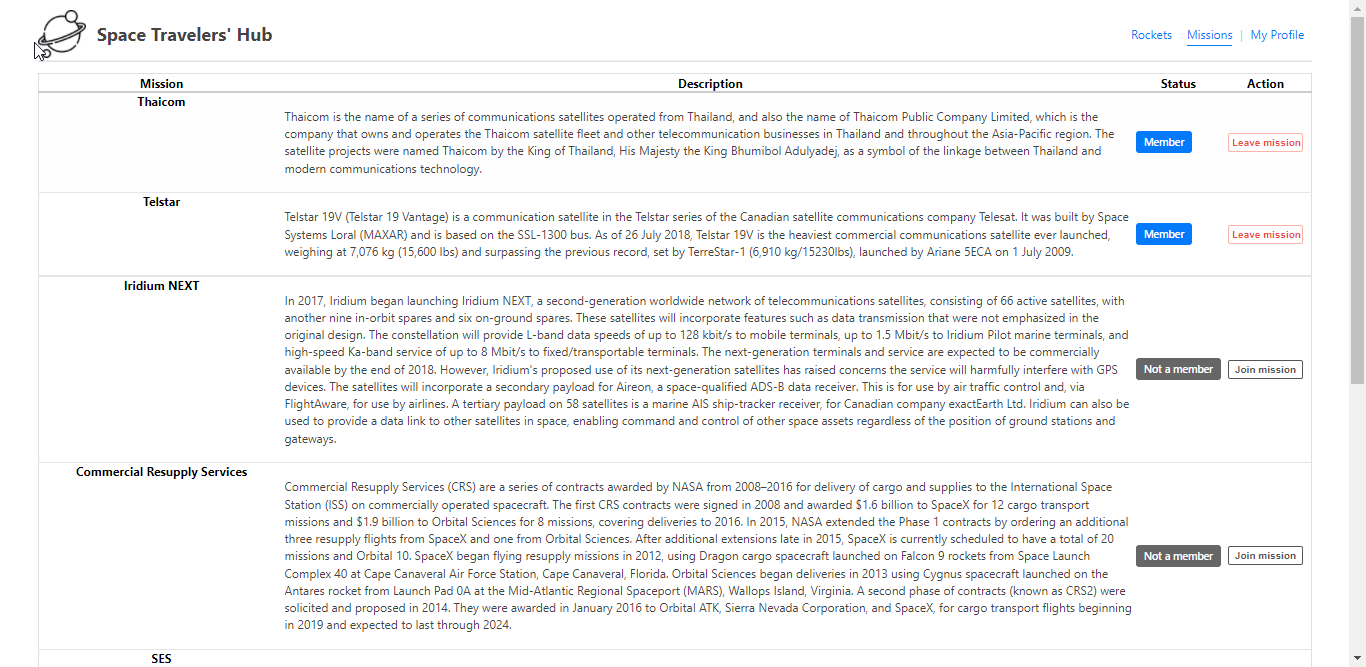 Space Travelers' Hub
Rockets Missions | My Profile
Mission Description Status Action
Thaicom
Thaicom is the name of a series of communications satellites operated from Thailand, and also the name of Thaicom Public Company Limited, which is the
company that owns and operates the Thaicom satellite fleet and other telecommunication businesses in Thailand and throughout the Asia-Pacific region. The
satellite projects were named Thaicom by the King of Thailand, His Majesty the King Bhumibol Adulyadej, as a symbol of the linkage between Thailand and
modern communications technology.
Member
Leave mission
Telstar
Telstar 19V (Telstar 19 Vantage) is a communication satellite in the Telstar series of the Canadian satellite communications company Telesat. It was built by Space
Systems Loral (MAXAR) and is based on the SSL-1300 bus. As of 26 July 2018, Telstar 19V is the heaviest commercial communications satellite ever launched,
weighing at 7,076 kg (15,600 lbs) and surpassing the previous record, set by TerreStar-1 (6,910 kg/15230lbs), launched by Ariane 5ECA on 1 July 2009.
Member
Leave mission
Iridium NEXT
In 2017, Iridium began launching Iridium NEXT, a second-generation worldwide network of telecommunications satellites, consisting of 66 active satellites, with
another nine in-orbit spares and six on-ground spares. These satellites will incorporate features such as data transmission that were not emphasized in the
original design. The constellation will provide L-band data speeds of up to 128 kbit/s to mobile terminals, up to 1.5 Mbit/s to Iridium Pilot marine terminals, and
high-speed Ka-band service of up to 8 Mbit/s to fixed/transportable terminals. The next-generation terminals and service are expected to be commercially
available by the end of 2018. However, Iridium's proposed use of its next-generation satellites has raised concerns the service will harmfully interfere with GPS
devices. The satellites will incorporate a secondary payload for Aireon, a space-qualified ADS-B data receiver. This is for use by air traffic control and, via
FlightAware, for use by airlines. A tertiary payload on 58 satellites is a marine AIS ship-tracker receiver, for Canadian company exactEarth Ltd. Iridium can also be
used to provide a data link to other satellites in space, enabling command and control of other space assets regardless of the position of ground stations and
gateways.
Not a member
Join mission
Commercial Resupply Services
Commercial Resupply Services (CRS) are a series of contracts awarded by NASA from 2008–2016 for delivery of cargo and supplies to the International Space
Station (ISS) on commercially operated spacecraft. The first CRS contracts were signed in 2008 and awarded $1.6 billion to SpaceX for 12 cargo transport
missions and $1.9 billion to Orbital Sciences for 8 missions, covering deliveries to 2016. In 2015, NASA extended the Phase 1 contracts by ordering an additional
three resupply flights from SpaceX and one from Orbital Sciences. After additional extensions late in 2015, SpaceX is currently scheduled to have a total of 20
missions and Orbital 10. SpaceX began flying resupply missions in 2012, using Dragon cargo spacecraft launched on Falcon 9 rockets from Space Launch
Complex 40 at Cape Canaveral Air Force Station, Cape Canaveral, Florida. Orbital Sciences began deliveries in 2013 using Cygnus spacecraft launched on the
Antares rocket from Launch Pad 0A at the Mid-Atlantic Regional Spaceport (MARS), Wallops Island, Virginia. A second phase of contracts (known as CRS2) were
solicited and proposed in 2014. They were awarded in January 2016 to Orbital ATK, Sierra Nevada Corporation, and SpaceX, for cargo transport flights beginning
in 2019 and expected to last through 2024.
Not a member
Join mission
SES